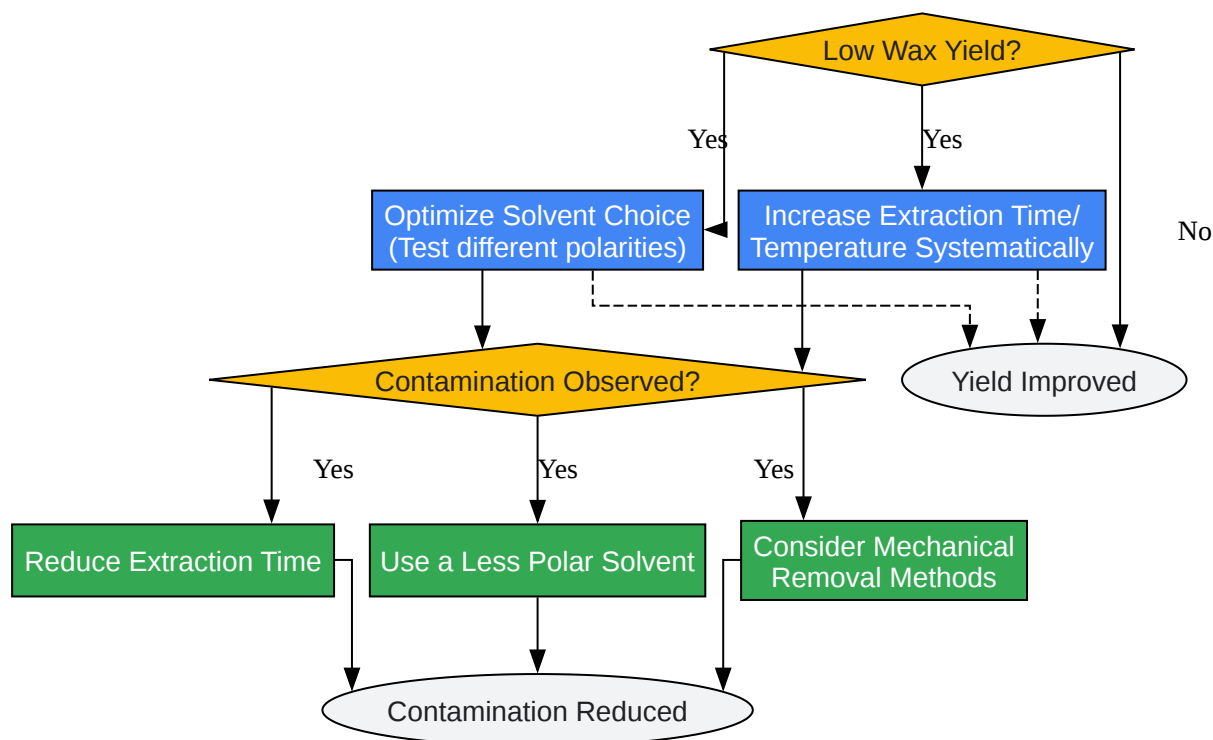 Low Wax Yield?
Yes
Yes
No
Optimize Solvent Choice
(Test different polarities)
Increase Extraction Time/
Temperature Systematically
Contamination Observed?
Yield Improved
Yes
Yes
Yes
Reduce Extraction Time
Use a Less Polar Solvent
Consider Mechanical
Removal Methods
Contamination Reduced